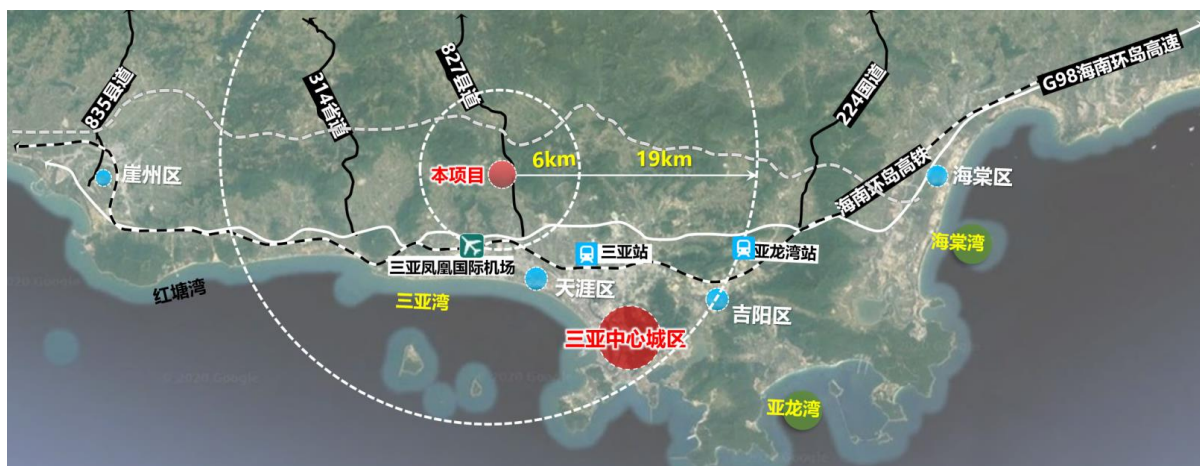 835县道
314省道
827县道
224国道
G98海南环岛高速
6km
19km
本项目
崖州区
海南环岛高铁
海棠区
海棠湾
三亚站
亚龙湾站
三亚凤凰国际机场
天涯区
红塘湾
三亚湾
吉阳区
三亚中心城区
亚龙湾
© 2020 Google